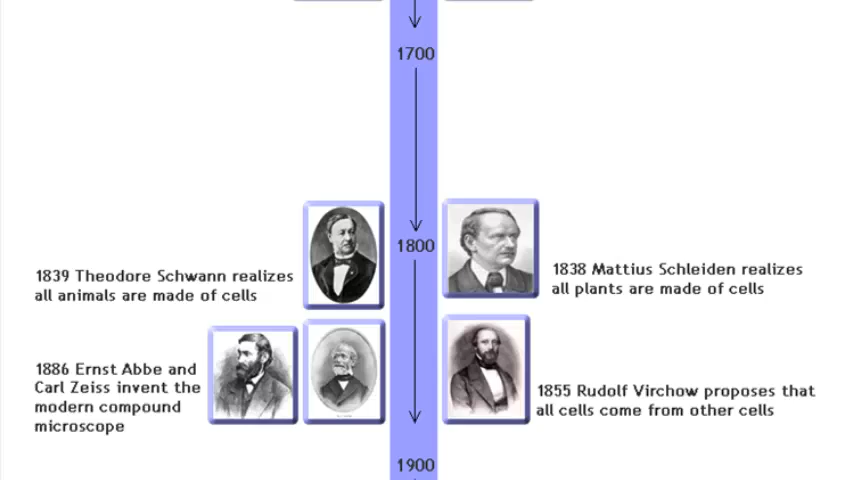 1700
1800
1839 Theodore Schwann realizes
all animals are made of cells
1838 Mattius Schleiden realizes
all plants are made of cells
1886 Ernst Abbe and
Carl Zeiss invent the
modern compound
microscope
1855 Rudolf Virchow proposes that
all cells come from other cells
1900